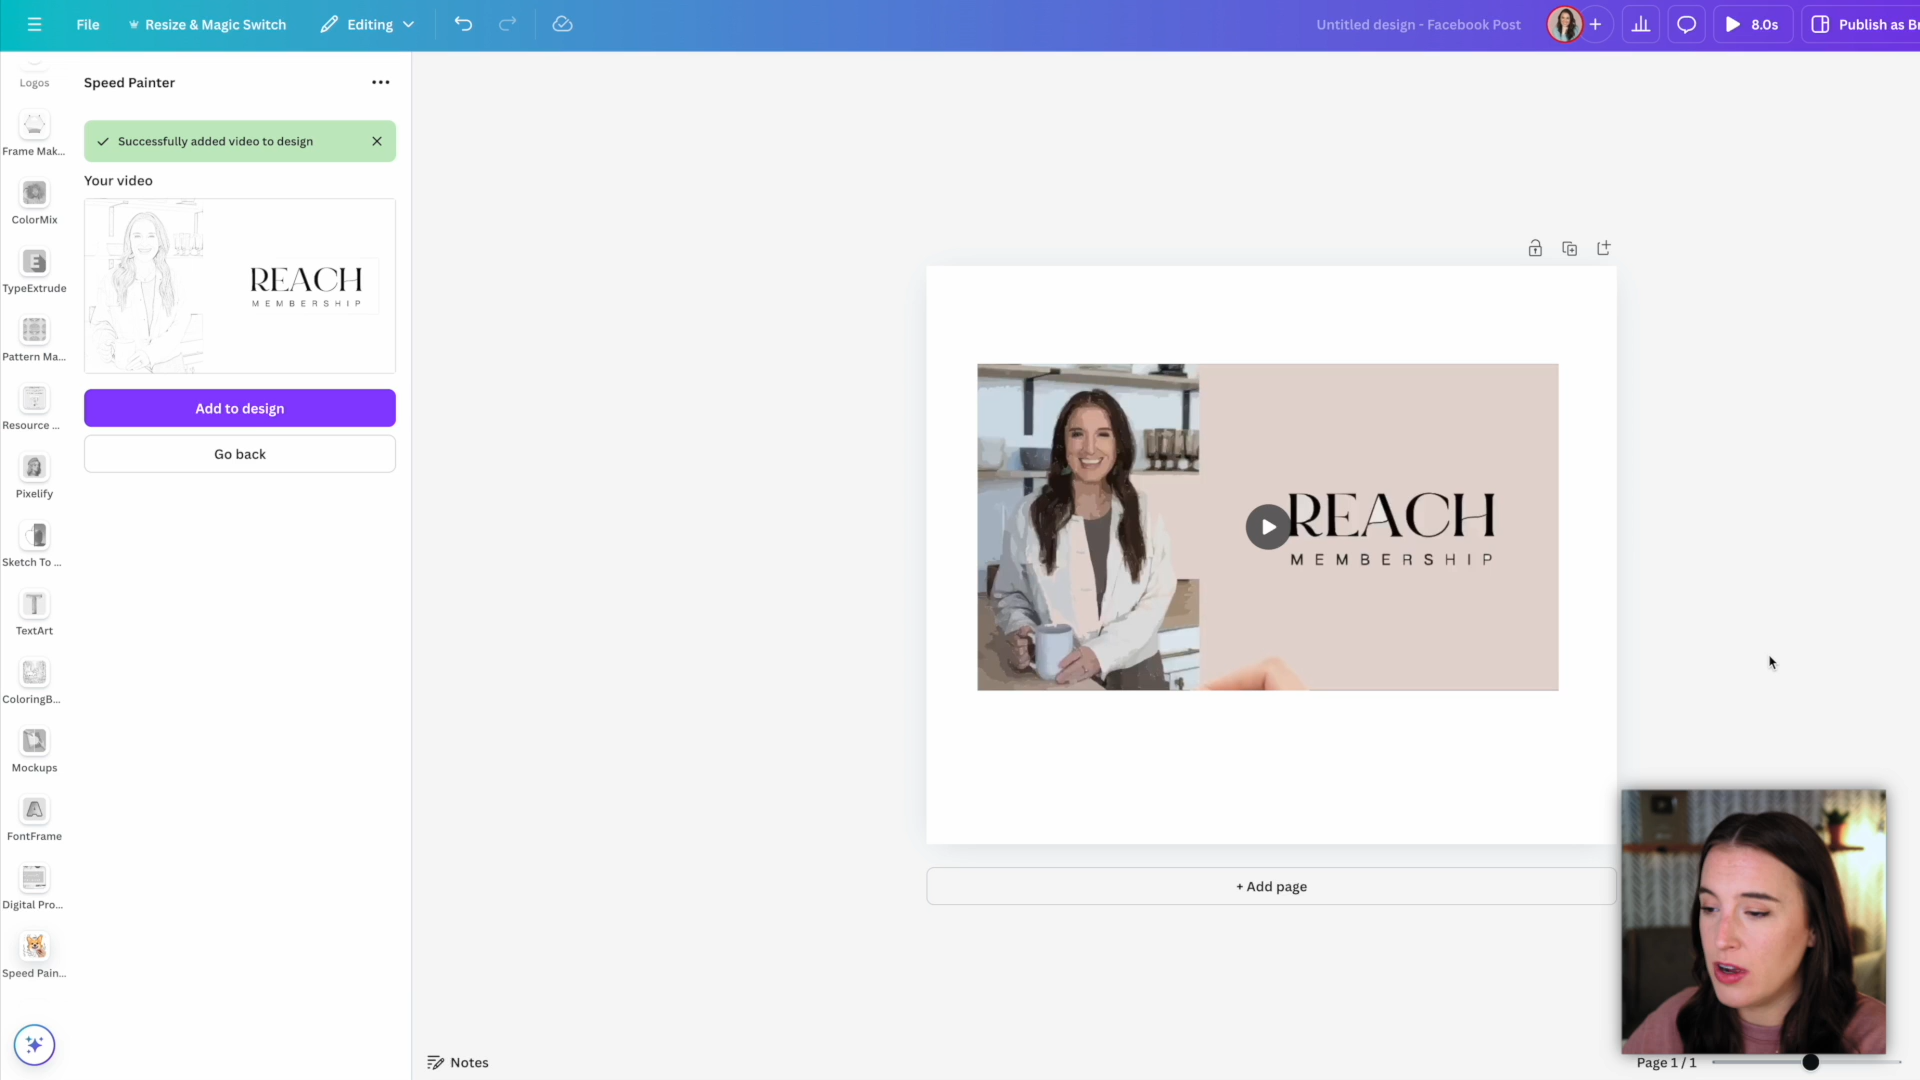 File
Resize & Magic Switch
Editing
Untitled design - Facebook Post
8.0s
Publish as Br
Logos
Frame Mak...
ColorMix
TypeExtrude
Pattern Ma...
Resource ...
Pixelify
Sketch To ...
TextArt
ColoringB...
Mockups
FontFrame
Digital Pro...
Speed Pain...
Speed Painter
Successfully added video to design
Your video
REACH
MEMBERSHIP
Add to design
Go back
REACH
MEMBERSHIP
+ Add page
Notes
Page 1 / 1